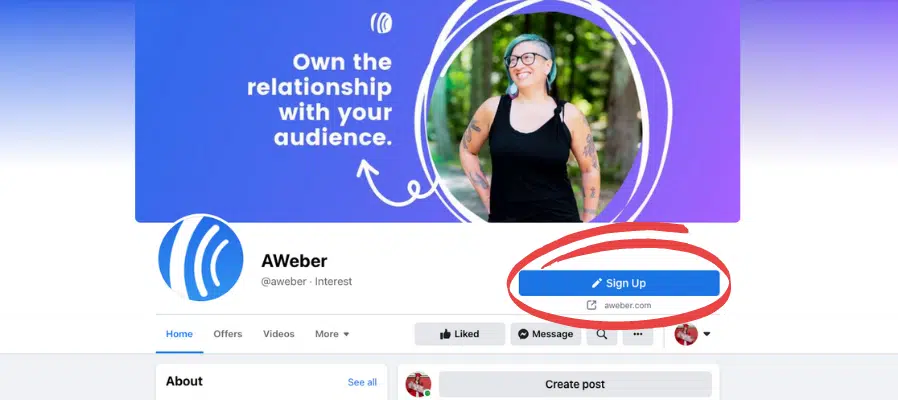 Own the
relationship
with your
audience.
AWeber
@aweber · Interest
Sign Up
aweber.com
Home Offers Videos More Liked Message
About See all
Create post